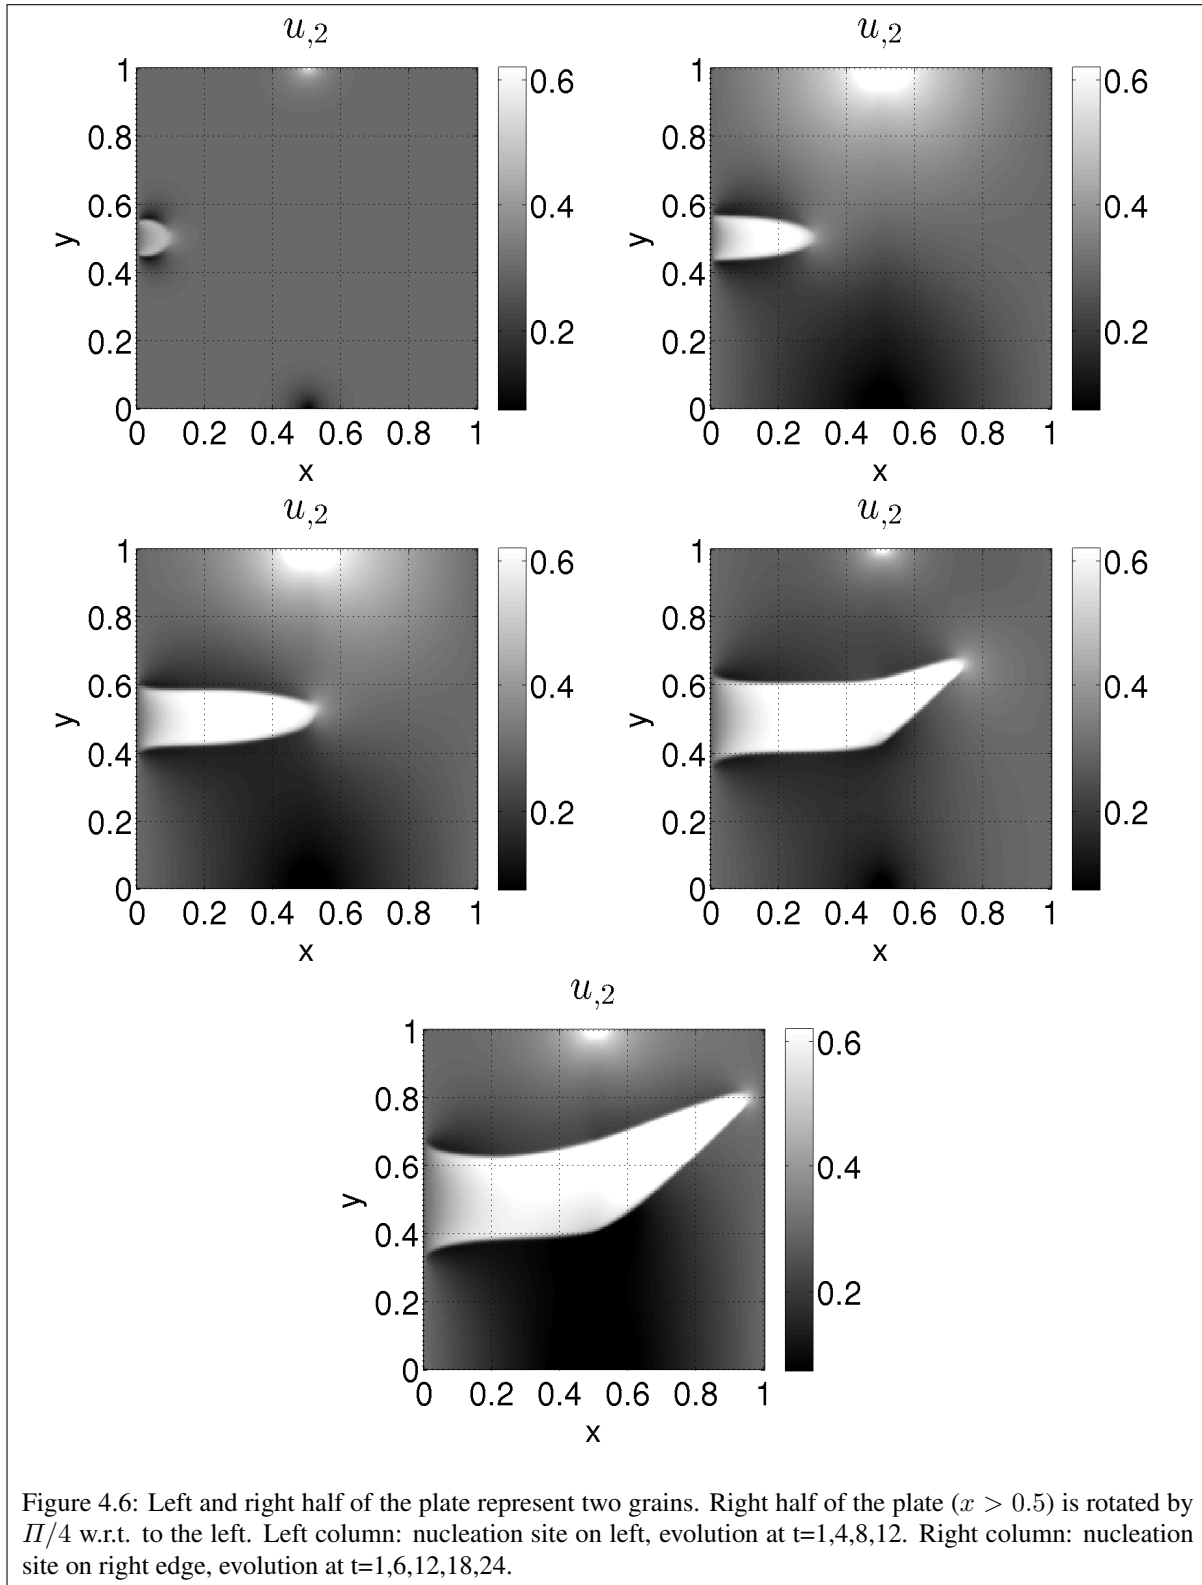 u,2
u,2
1
0.8
0.6
0.4
0.2
0
y
0 0.2 0.4 0.6 0.8 1
x
0.6
0.4
0.2
1
0.8
0.6
0.4
0.2
0
y
0 0.2 0.4 0.6 0.8 1
x
0.6
0.4
0.2
u,2
u,2
1
0.8
0.6
0.4
0.2
0
y
0 0.2 0.4 0.6 0.8 1
x
0.6
0.4
0.2
1
0.8
0.6
0.4
0.2
0
y
0 0.2 0.4 0.6 0.8 1
x
0.6
0.4
0.2
u,2
1
0.8
0.6
0.4
0.2
0
y
0 0.2 0.4 0.6 0.8 1
x
0.6
0.4
0.2
Figure 4.6: Left and right half of the plate represent two grains. Right half of the plate (x > 0.5) is rotated by
Π/4 w.r.t. to the left. Left column: nucleation site on left, evolution at t=1,4,8,12. Right column: nucleation
site on right edge, evolution at t=1,6,12,18,24.